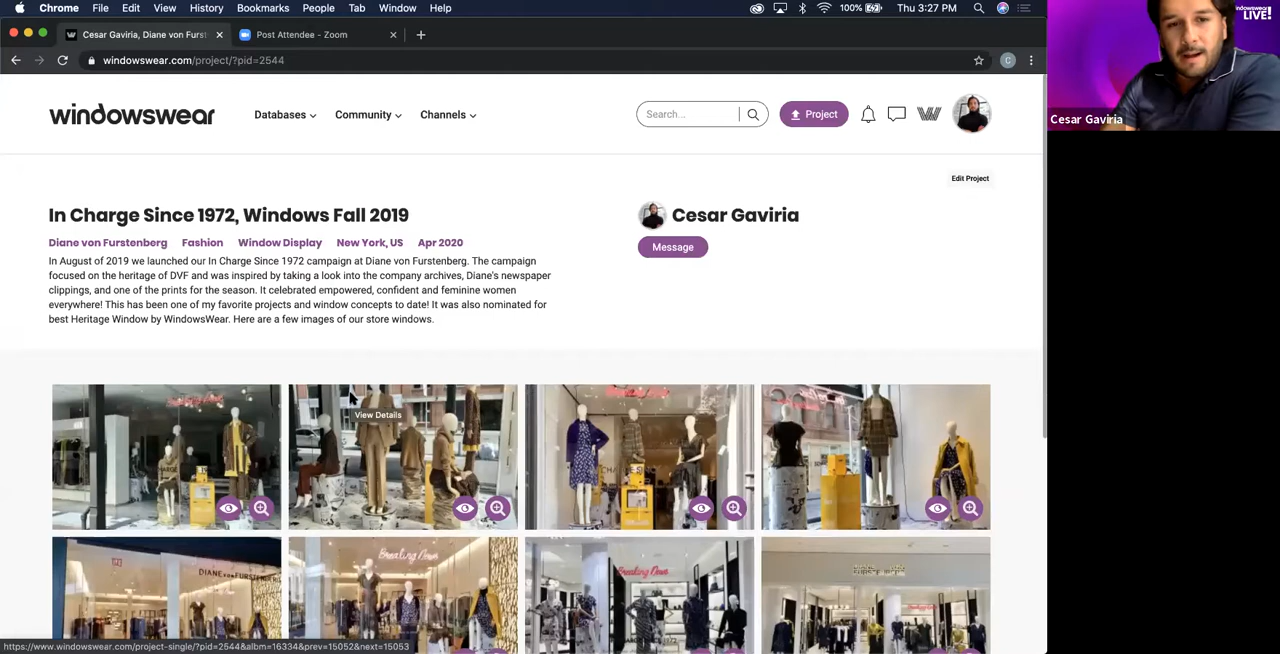 Chrome File Edit View History Bookmarks People Tab Window Help 100% Thu 3:27 PM
Cesar Gaviria, Diane von Furst Post Attendee - Zoom
windowswear.com/project/?pid=2544
windowswear Databases Community Channels Search... Project
Edit Project
In Charge Since 1972, Windows Fall 2019
Diane von Furstenberg Fashion Window Display New York, US Apr 2020
In August of 2019 we launched our In Charge Since 1972 campaign at Diane von Furstenberg. The campaign
focused on the heritage of DVF and was inspired by taking a look into the company archives, Diane's newspaper
clippings, and one of the prints for the season. It celebrated empowered, confident and feminine women
everywhere! This has been one of my favorite projects and window concepts to date! It was also nominated for
best Heritage Window by WindowsWear. Here are a few images of our store windows.
Cesar Gaviria
Message
View Details
Breaking News
Breaking News
https://www.windowswear.com/project-single/?pid=2544&albm=16334&prev=15052&next=15053
windowswear
LIVE!
Cesar Gaviria